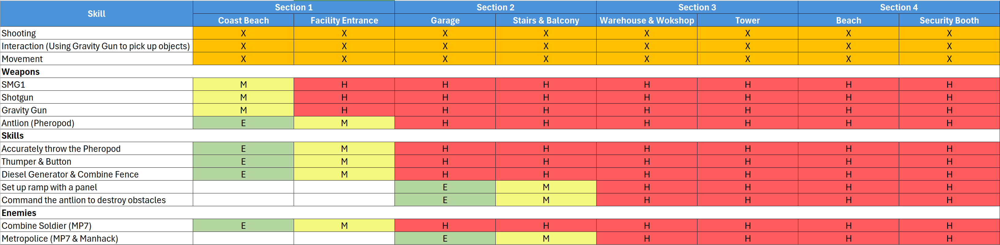 Skill Section 1 Section 2 Section 3 Section 4
Coast Beach Facility Entrance Garage Stairs & Balcony Warehouse & Wokshop Tower Beach Security Booth
Shooting X X X X X X X X
Interaction (Using Gravity Gun to pick up objects) X X X X X X X X
Movement X X X X X X X X
Weapons
SMG1 M H H H H H H H
Shotgun M H H H H H H H
Gravity Gun M H H H H H H H
Antlion (Pheropod) E M H H H H H H
Skills
Accurately throw the Pheropod E M H H H H H H
Thumper & Button E M H H H H H H
Diesel Generator & Combine Fence E M H H H H H H
Set up ramp with a panel E M H H H H
Command the antlion to destroy obstacles E M H H H H
Enemies
Combine Soldier (MP7) E M H H H H H H
Metropolice (MP7 & Manhack) E M H H H H